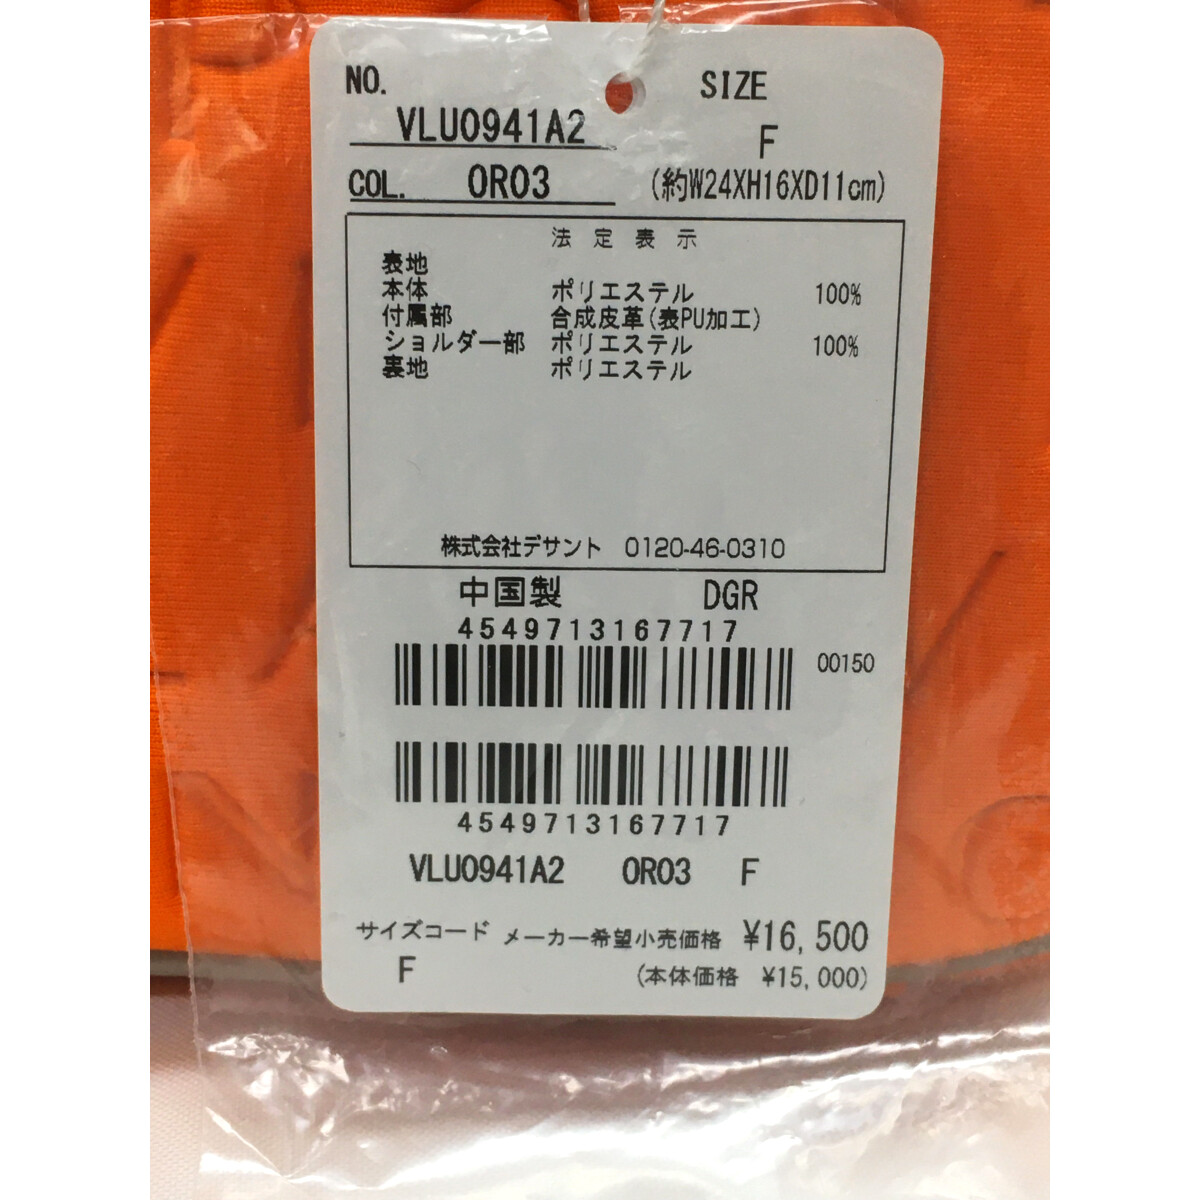 NO. SIZE
VLU0941A2 F
COL. OR03 (約W24XH16XD11cm)
法定表示
表地
本体 ポリエステル 100%
付属部 合成皮革(表PU加工)
ショルダー部 ポリエステル 100%
裏地 ポリエステル
株式会社デサント 0120-46-0310
中国製 DGR
4549713167717
00150
4549713167717
VLU0941A2 OR03 F
サイズコード メーカー希望小売価格 ¥16,500
F (本体価格 ¥15,000)